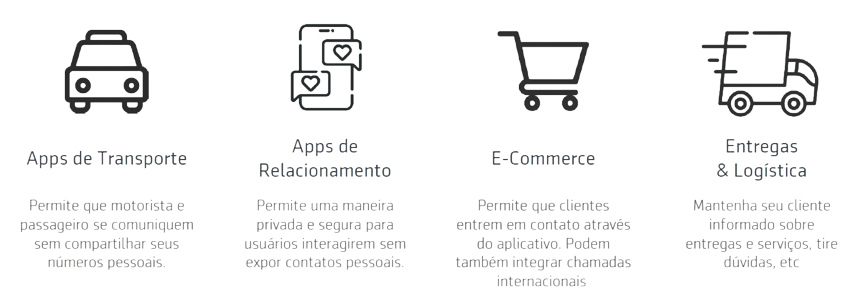 Apps de Transporte
Permite que motorista e
passageiro se comuniquem
sem compartilhar seus
números pessoais.
Apps de
Relacionamento
Permite uma maneira
privada e segura para
usuários interagirem sem
expor contatos pessoais.
E-Commerce
Permite que clientes
entrem em contato através
do aplicativo. Podem
também integrar chamadas
internacionais
Entregas
& Logística
Mantenha seu cliente
informado sobre
entregas e serviços, tire
dúvidas, etc